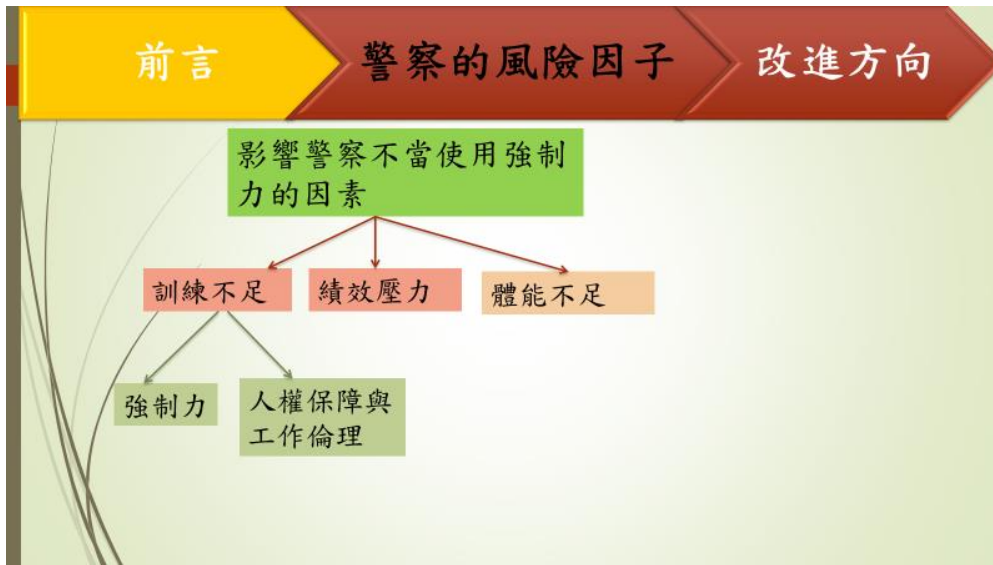 前言
警察的風險因子
改進方向
影響警察不當使用強制
力的因素
訓練不足
績效壓力
體能不足
強制力
人權保障與
工作倫理